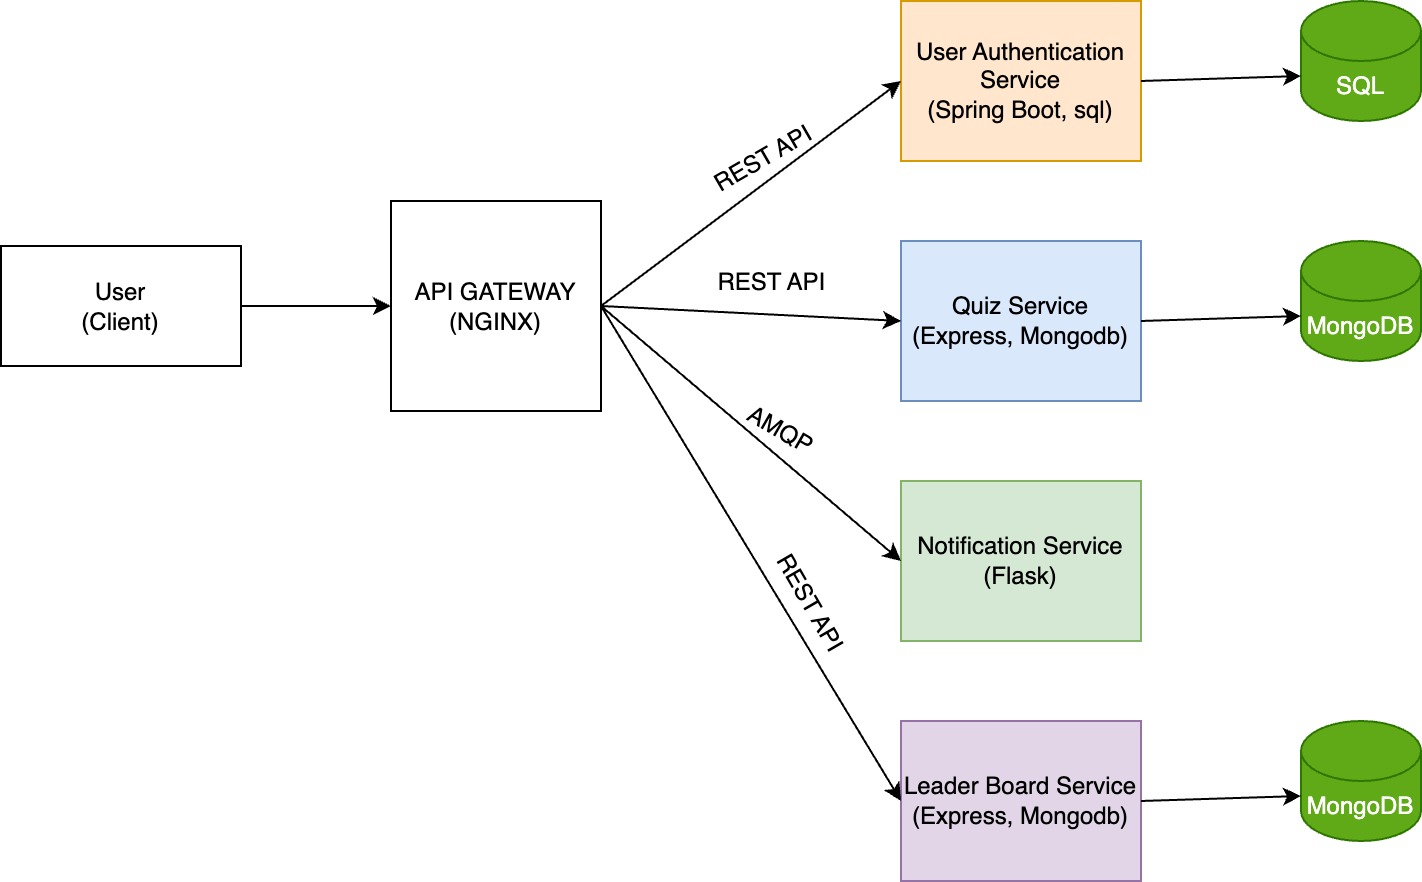 User
(Client)
API GATEWAY
(NGINX)
REST API
REST API
AMQP
REST API
User Authentication
Service
(Spring Boot, sql)
SQL
Quiz Service
(Express, Mongodb)
MongoDB
Notification Service
(Flask)
Leader Board Service
(Express, Mongodb)
MongoDB